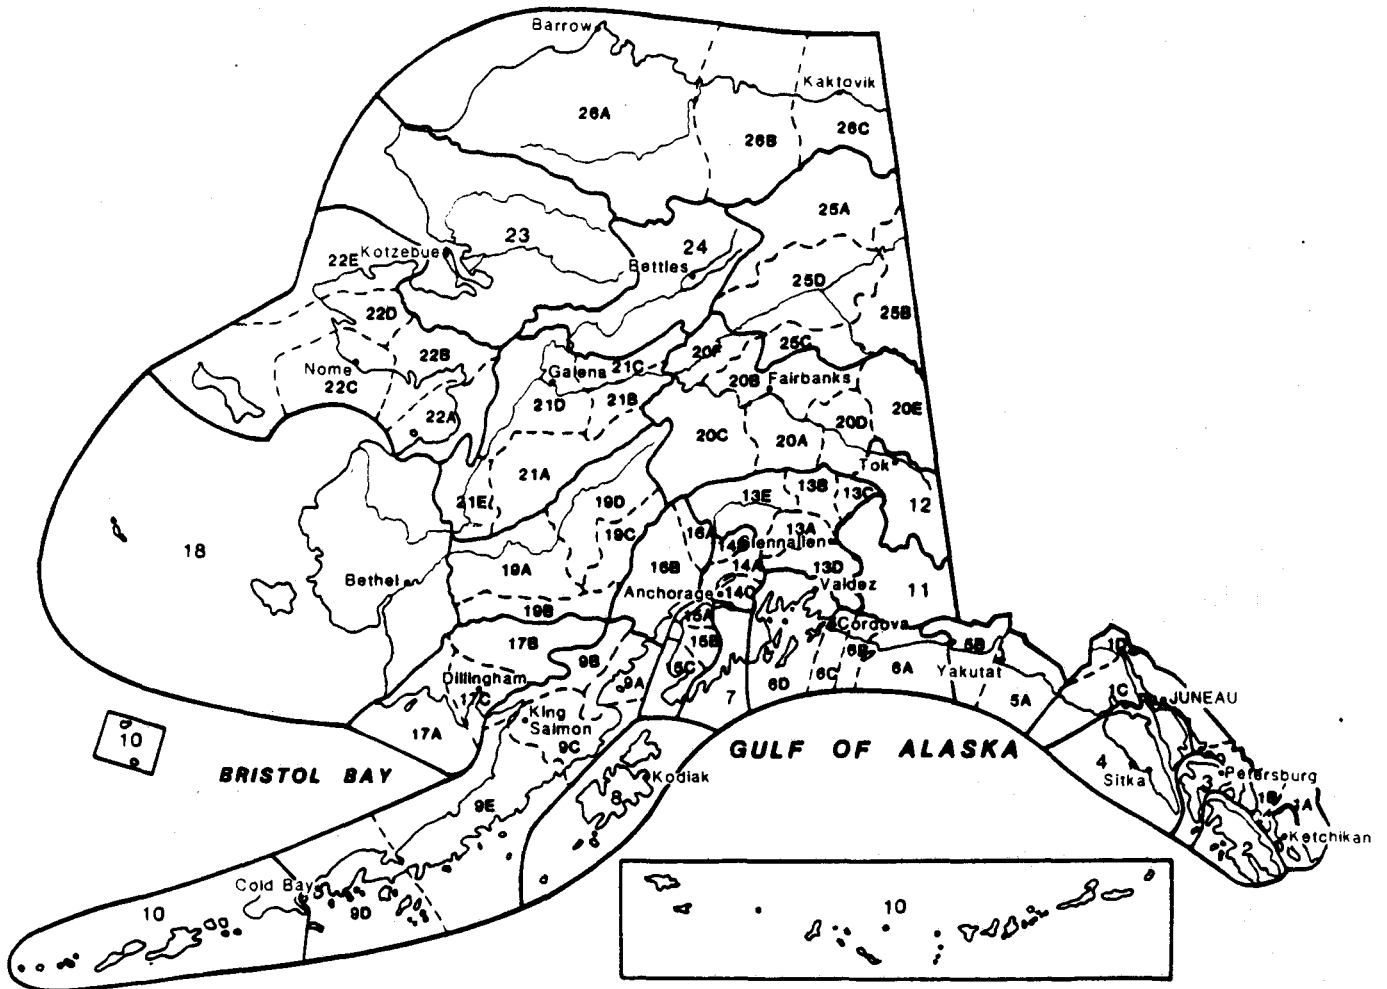 Barrow
Kaktovik
26A
26B
26C
25A
23
24
Kotzebue
22E
Bettles
25D
22D
25B
25C
20F
22B
Nome
22C
Galena
21C
20B
Fairbanks
22A
21D
21B
20D
20E
20C
20A
Tok
21A
21E
19D
13E
13B
13C
12
19C
16A
13A
Glennallen
14B
18
16B
14A
13D
Bethel
19A
Anchorage
14C
Valdez
11
19B
15A
Cordova
17B
15B
6B
5B
1D
9B
6A
Yakutat
Dillingham
9A
6D
6C
17C
7
5A
1C
JUNEAU
King
Salmon
17A
9C
10
GULF OF ALASKA
BRISTOL BAY
4
Sitka
Kodiak
8
3
Petersburg
9E
1B
1A
Ketchikan
2
Cold Bay
9D
10
10